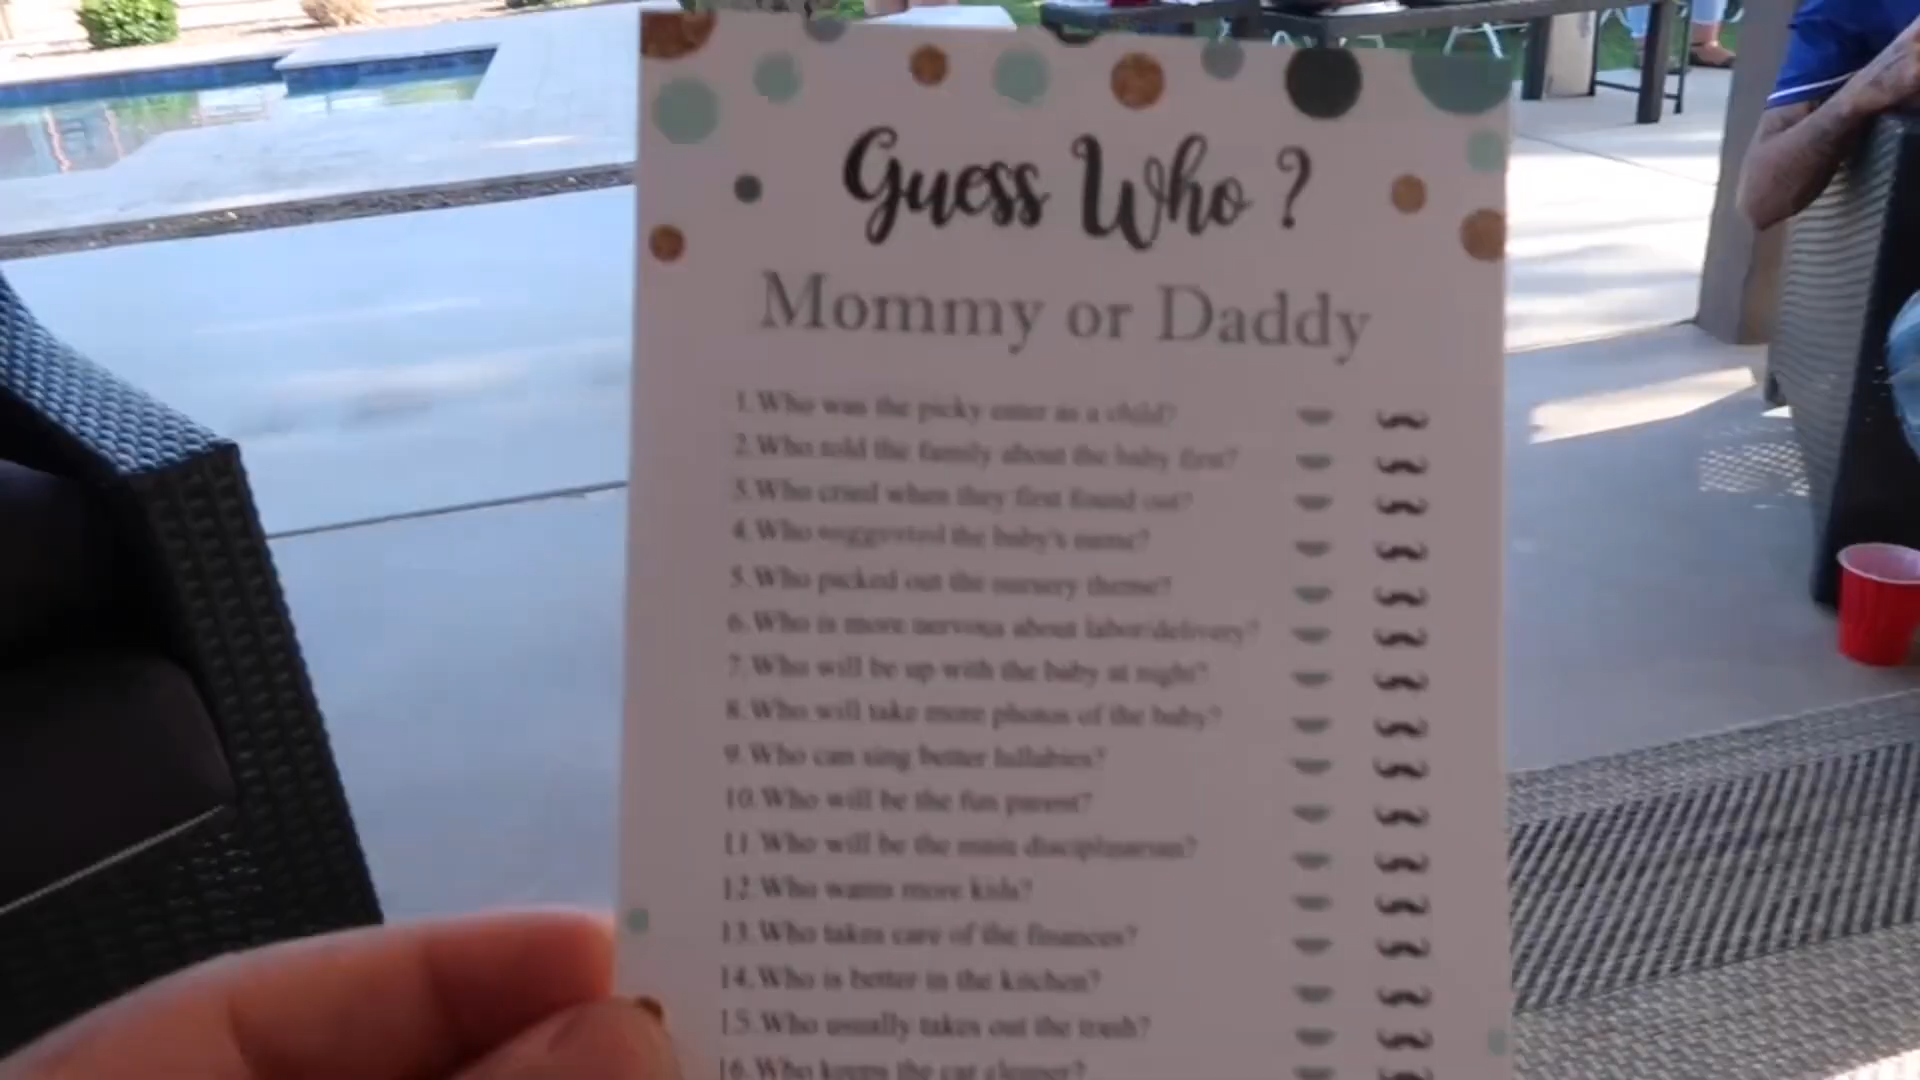 Guess Who ?
Mommy or Daddy
1. Who was the picky eater as a child?
2. Who told the family about the baby first?
3. Who cried when they first found out?
4. Who suggested the baby's name?
5. Who picked out the nursery theme?
6. Who is more nervous about labor/delivery?
7. Who will be up with the baby at night?
8. Who will take more photos of the baby?
9. Who can sing better lullabies?
10. Who will be the fun parent?
11. Who will be the main disciplinarian?
12. Who wants more kids?
13. Who takes care of the finances?
14. Who is better in the kitchen?
15. Who usually takes out the trash?
16. Who keeps the car cleaner?